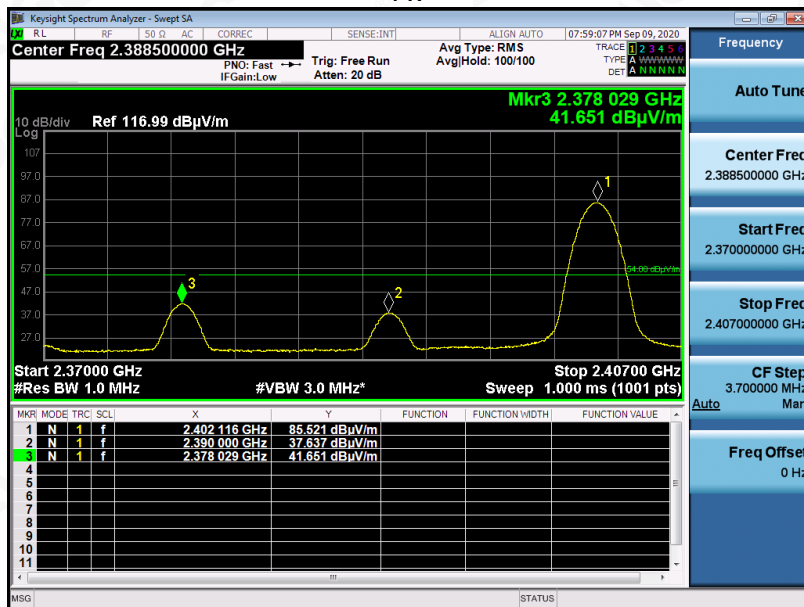 Keysight Spectrum Analyzer - Swept SA
RL RF 50 Ω AC CORREC SENSE:INT ALIGN AUTO 07:59:07 PM Sep 09, 2020
Center Freq 2.388500000 GHz
PNO: Fast
IFGain:Low
Trig: Free Run
Atten: 20 dB
Avg Type: RMS
Avg|Hold: 100/100
TRACE 1 2 3 4 5 6
TYPE A WWWWW
DET A N N N N N
Mkr3 2.378 029 GHz
41.651 dBµV/m
10 dB/div Ref 116.99 dBµV/m
Log
107
97.0
87.0
77.0
67.0
57.0
47.0
37.0
27.0
1
2
3
54.00 dBµV/m
Start 2.37000 GHz Stop 2.40700 GHz
#Res BW 1.0 MHz #VBW 3.0 MHz* Sweep 1.000 ms (1001 pts)
MKR MODE TRC SCL X Y FUNCTION FUNCTION WIDTH FUNCTION VALUE
1 N 1 f 2.402 116 GHz 85.521 dBµV/m
2 N 1 f 2.390 000 GHz 37.637 dBµV/m
3 N 1 f 2.378 029 GHz 41.651 dBµV/m
4
5
6
7
8
9
10
11
MSG STATUS
Frequency
Auto Tune
Center Freq
2.388500000 GHz
Start Freq
2.370000000 GHz
Stop Freq
2.407000000 GHz
CF Step
3.700000 MHz
Auto Man
Freq Offset
0 Hz